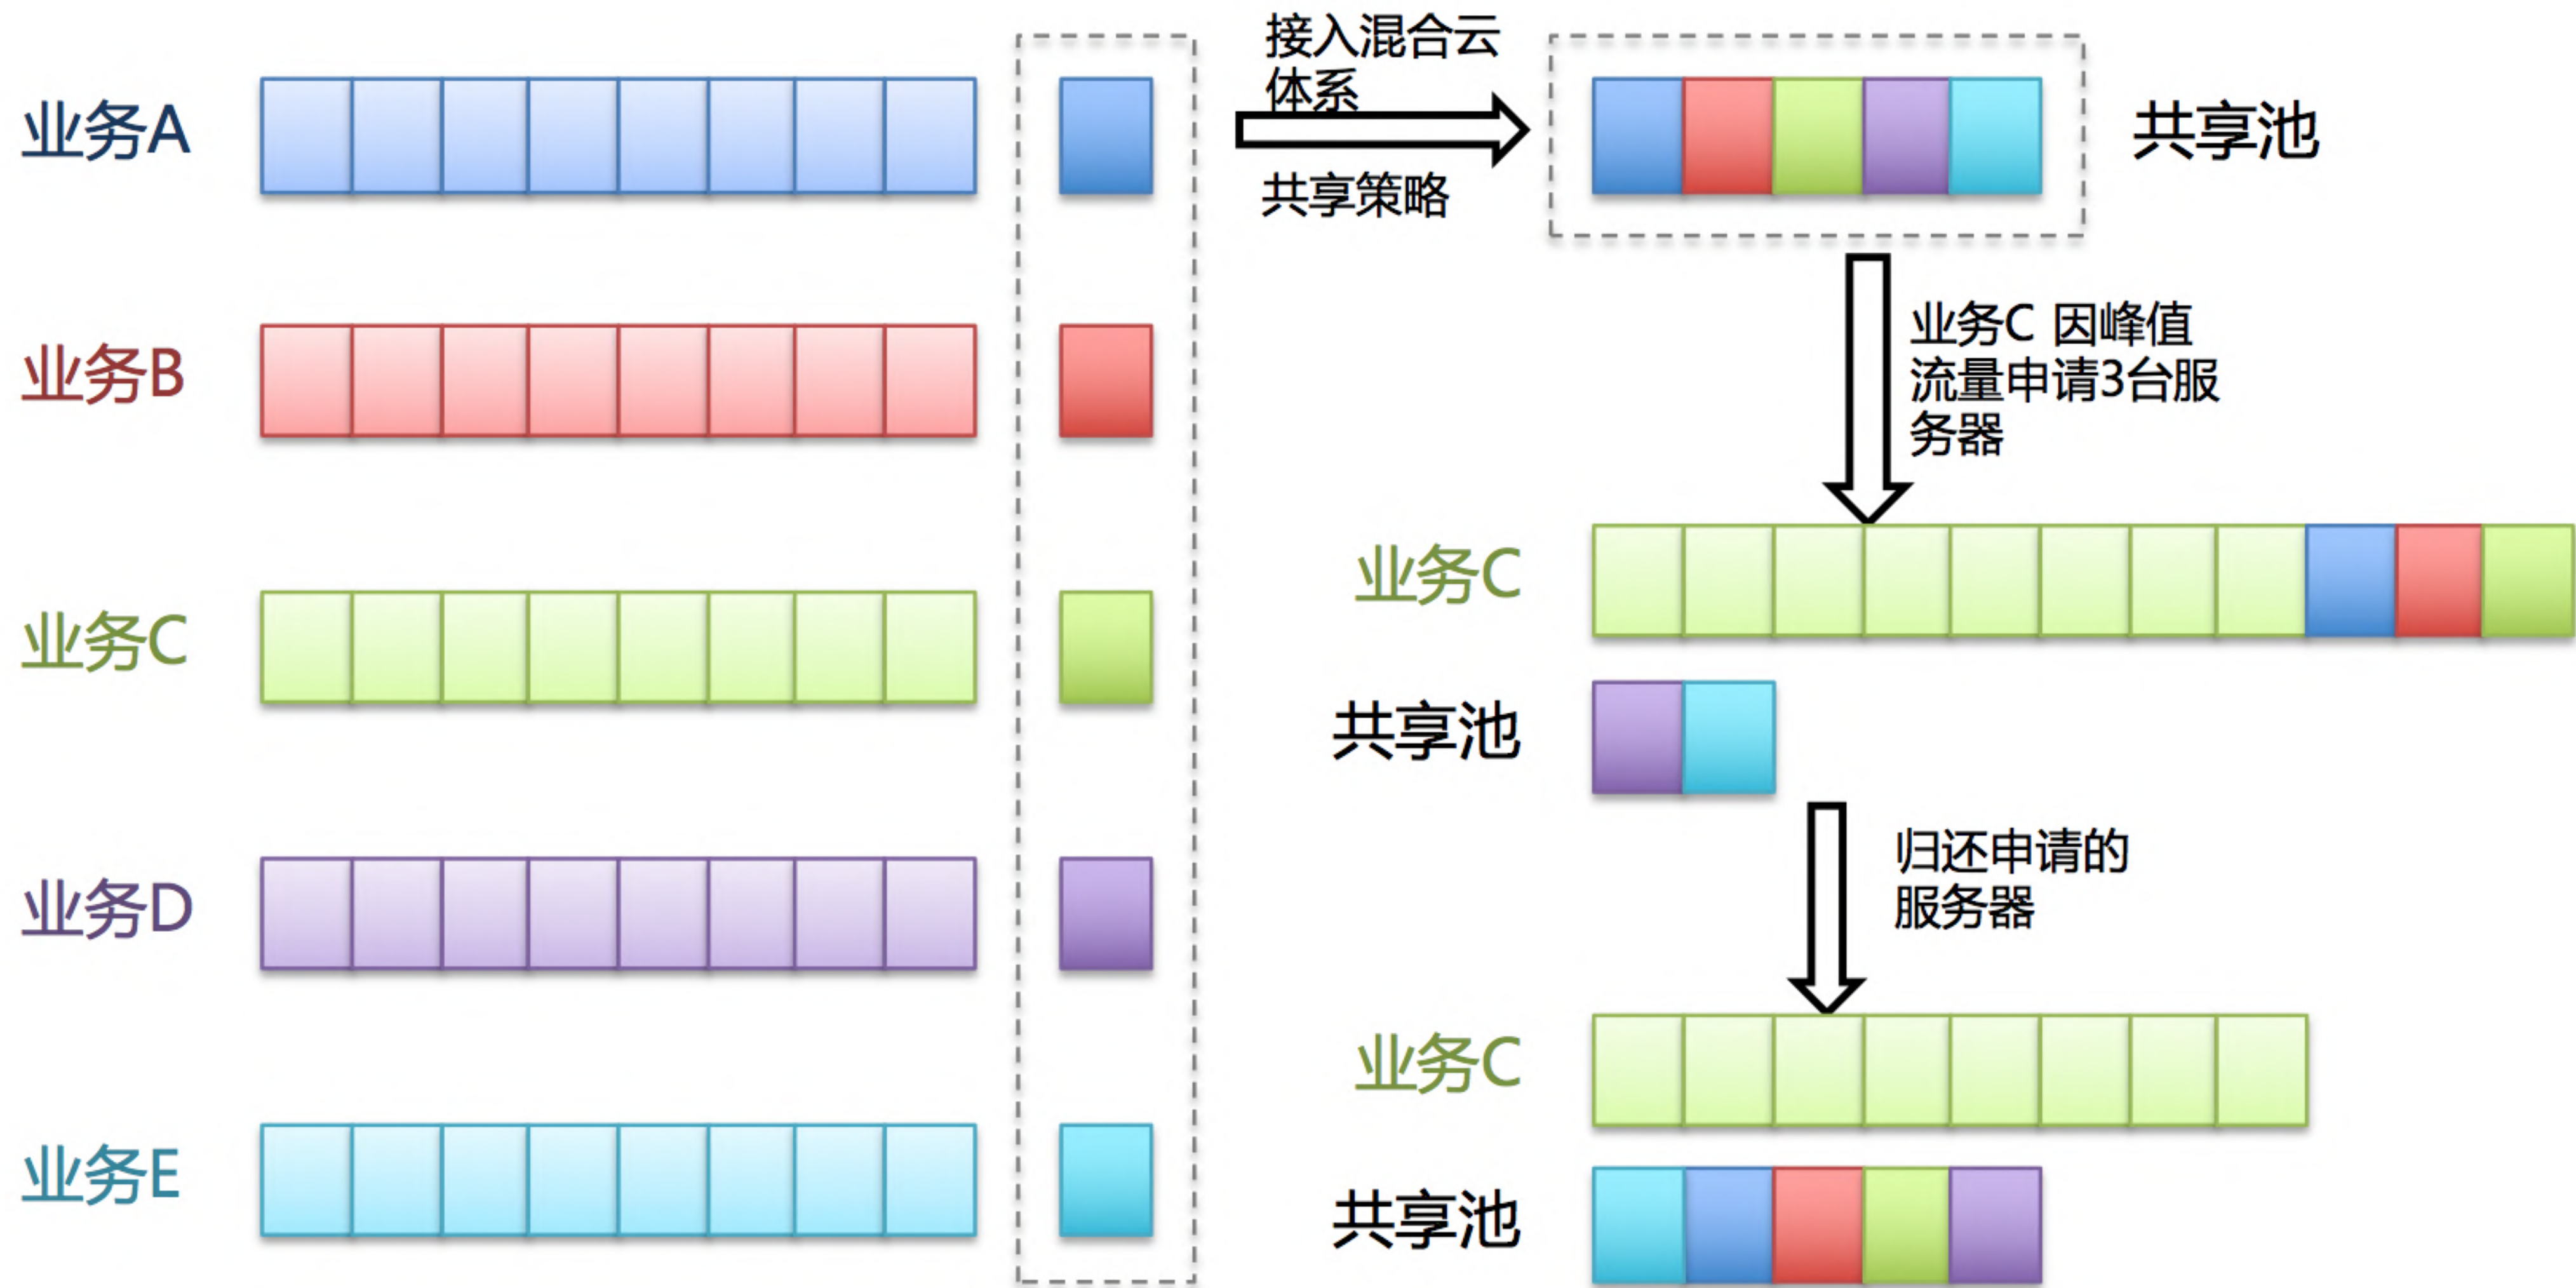 业务A
业务B
业务C
业务D
业务E
接入混合云
体系
共享策略
共享池
业务C 因峰值
流量申请3台服
务器
业务C
共享池
归还申请的
服务器
业务C
共享池